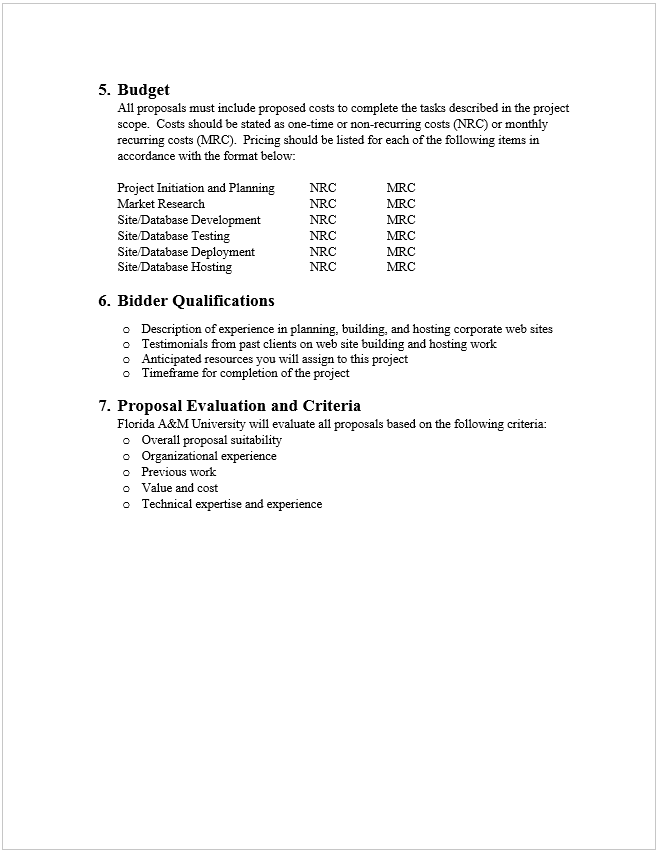 5. Budget
All proposals must include proposed costs to complete the tasks described in the project
scope.  Costs should be stated as one-time or non-recurring costs (NRC) or monthly
recurring costs (MRC).  Pricing should be listed for each of the following items in
accordance with the format below:
Project Initiation and Planning NRC MRC
Market Research NRC MRC
Site/Database Development NRC MRC
Site/Database Testing NRC MRC
Site/Database Deployment NRC MRC
Site/Database Hosting NRC MRC
6. Bidder Qualifications
o Description of experience in planning, building, and hosting corporate web sites
o Testimonials from past clients on web site building and hosting work
o Anticipated resources you will assign to this project
o Timeframe for completion of the project
7. Proposal Evaluation and Criteria
Florida A&M University will evaluate all proposals based on the following criteria:
o Overall proposal suitability
o Organizational experience
o Previous work
o Value and cost
o Technical expertise and experience